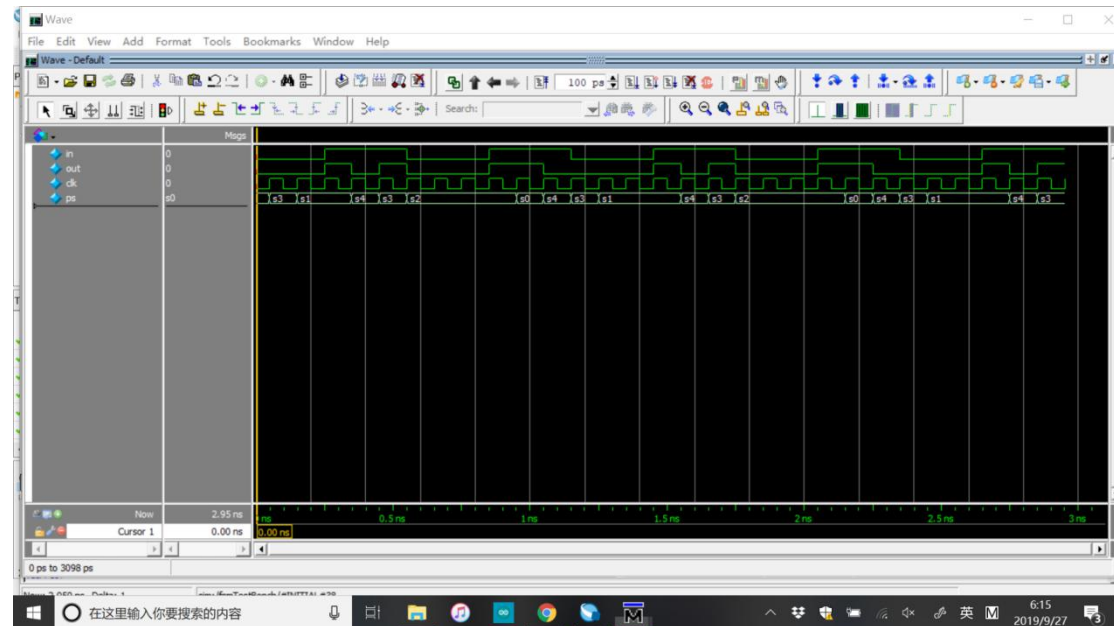 Wave
File Edit View Add Format Tools Bookmarks Window Help
Wave - Default
100 ps
Search:
Msgs
in 0
out 0
clk 0
ps s0 s3 s1 s4 s3 s2 s0 s4 s3 s1 s4 s3 s2 s0 s4 s3 s1 s4 s3
Now 2.95 ns ns 0.5 ns 1 ns 1.5 ns 2 ns 2.5 ns 3 ns
Cursor 1 0.00 ns 0.00 ns
0 ps to 3098 ps
在这里输入你要搜索的内容
英
6:15
2019/9/27
3